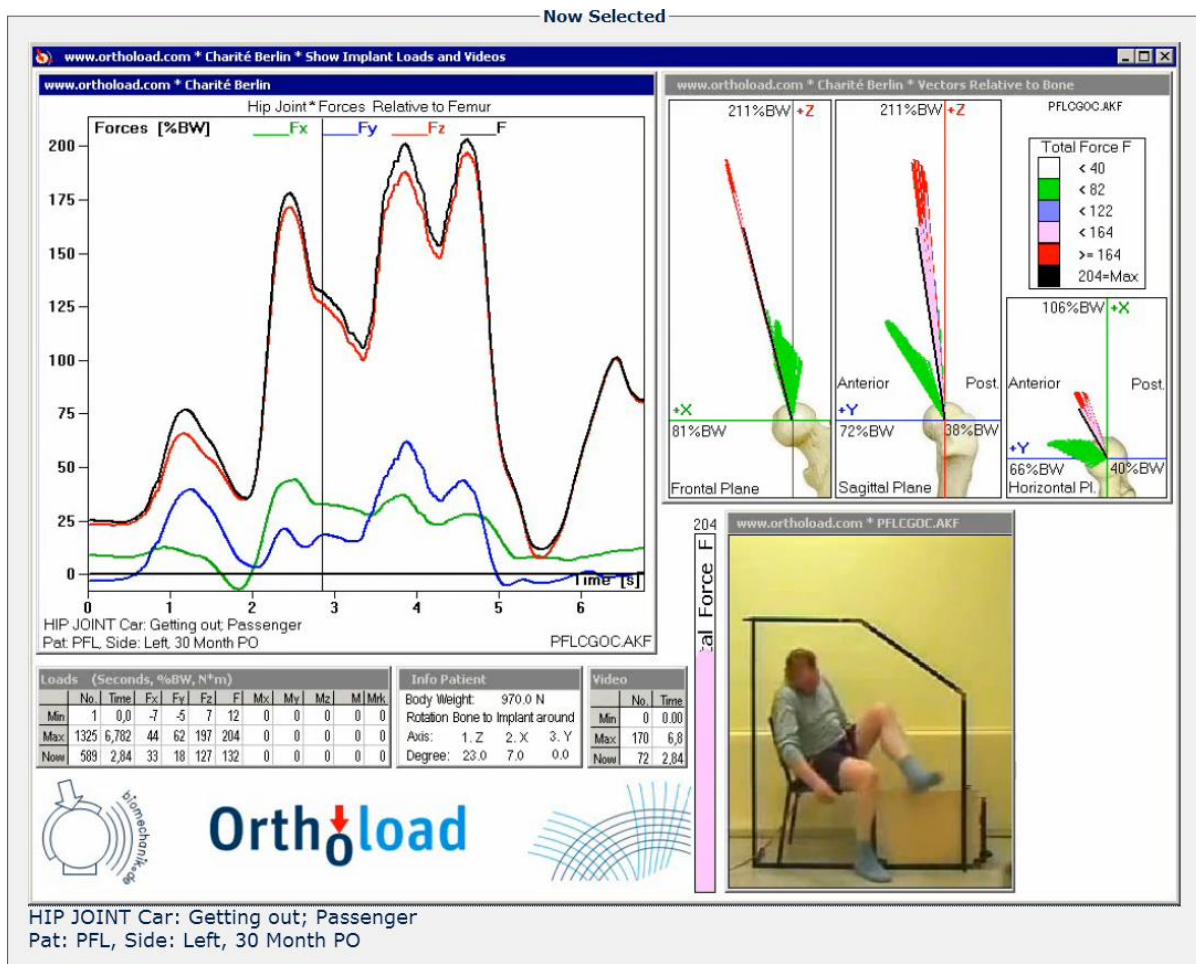 Now Selected
www.orthoload.com * Charité Berlin * Show Implant Loads and Videos
www.orthoload.com * Charité Berlin
Hip Joint * Forces Relative to Femur
Forces [%BW] Fx Fy Fz F
200
175
150
125
100
75
50
25
0
Time [s]
0 1 2 3 4 5 6
HIP JOINT Car: Getting out; Passenger
Pat: PFL, Side: Left, 30 Month PO PFLCGOC.AKF
www.orthoload.com * Charité Berlin * Vectors Relative to Bone
211%BW +Z
+X
81%BW
Frontal Plane
211%BW +Z
Anterior Post.
+Y
72%BW 38%BW
Sagittal Plane
PFLCGOC.AKF
Total Force F
< 40
< 82
< 122
< 164
>= 164
204=Max
106%BW +X
Anterior Post.
+Y
66%BW 40%BW
Horizontal Pl.
204
al Force F
www.orthoload.com * PFLCGOC.AKF
Loads (Seconds, %BW, N*m)
No. Time Fx Fy Fz F Mx My Mz M Mrk.
Min 1 0,0 -7 -5 7 12 0 0 0 0 0
Max 1325 6,782 44 62 197 204 0 0 0 0 0
Now 589 2,84 33 18 127 132 0 0 0 0 0
Info Patient
Body Weight: 970.0 N
Rotation Bone to Implant around
Axis: 1. Z 2. X 3. Y
Degree: 23.0 7.0 0.0
Video
No. Time
Min 0 0.00
Max 170 6,8
Now 72 2,84
biomechanik.de
Orthoload
HIP JOINT Car: Getting out; Passenger
Pat: PFL, Side: Left, 30 Month PO